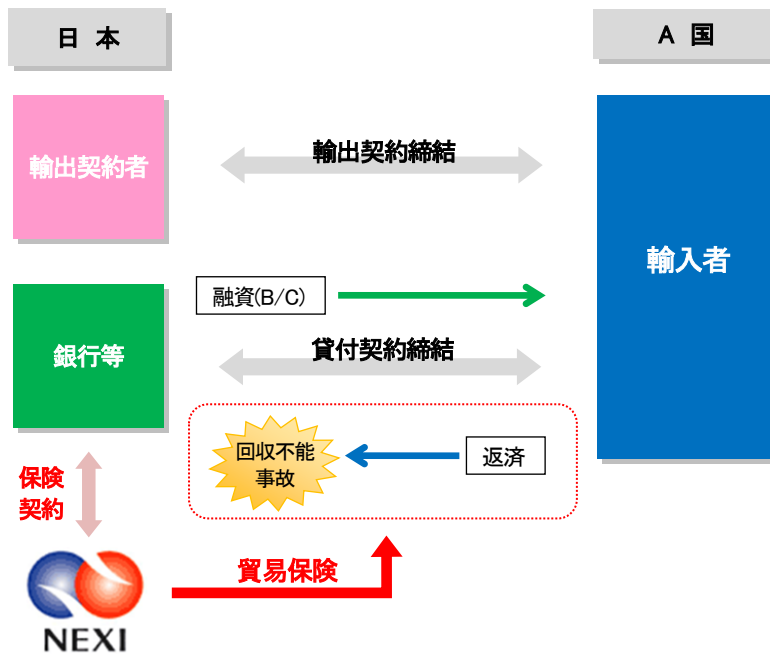 日 本
A 国
輸出契約者
輸出契約締結
輸入者
融資(B/C)
銀行等
貸付契約締結
回収不能
事故
返済
保険
契約
貿易保険
NEXI